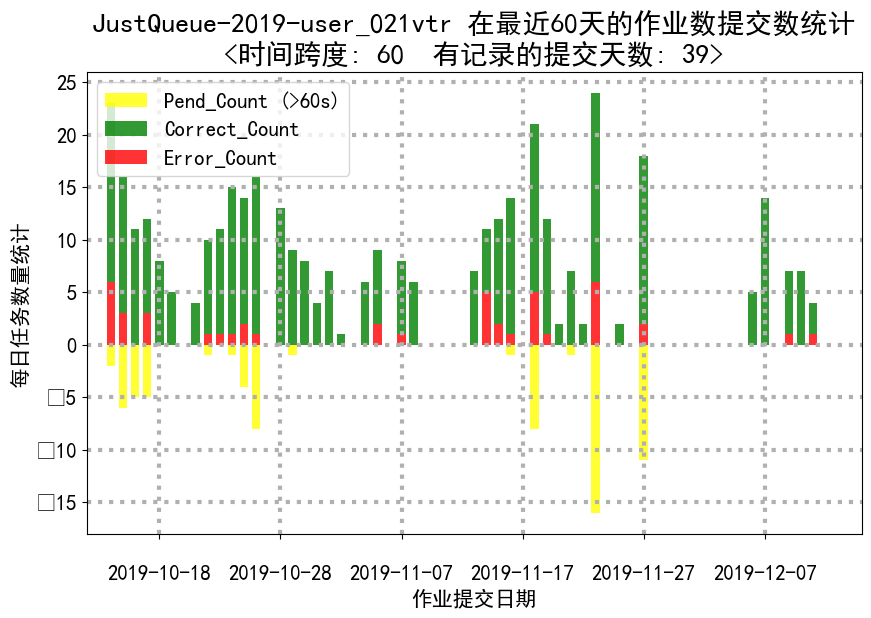 JustQueue-2019-user_021vtr 在最近60天的作业数提交数统计
<时间跨度: 60  有记录的提交天数: 39>
25
Pend_Count (>60s)
20
Correct_Count
Error_Count
15
10
5
0
□5
□10
□15
每日任务数量统计
2019-10-18 2019-10-28 2019-11-07 2019-11-17 2019-11-27 2019-12-07
作业提交日期